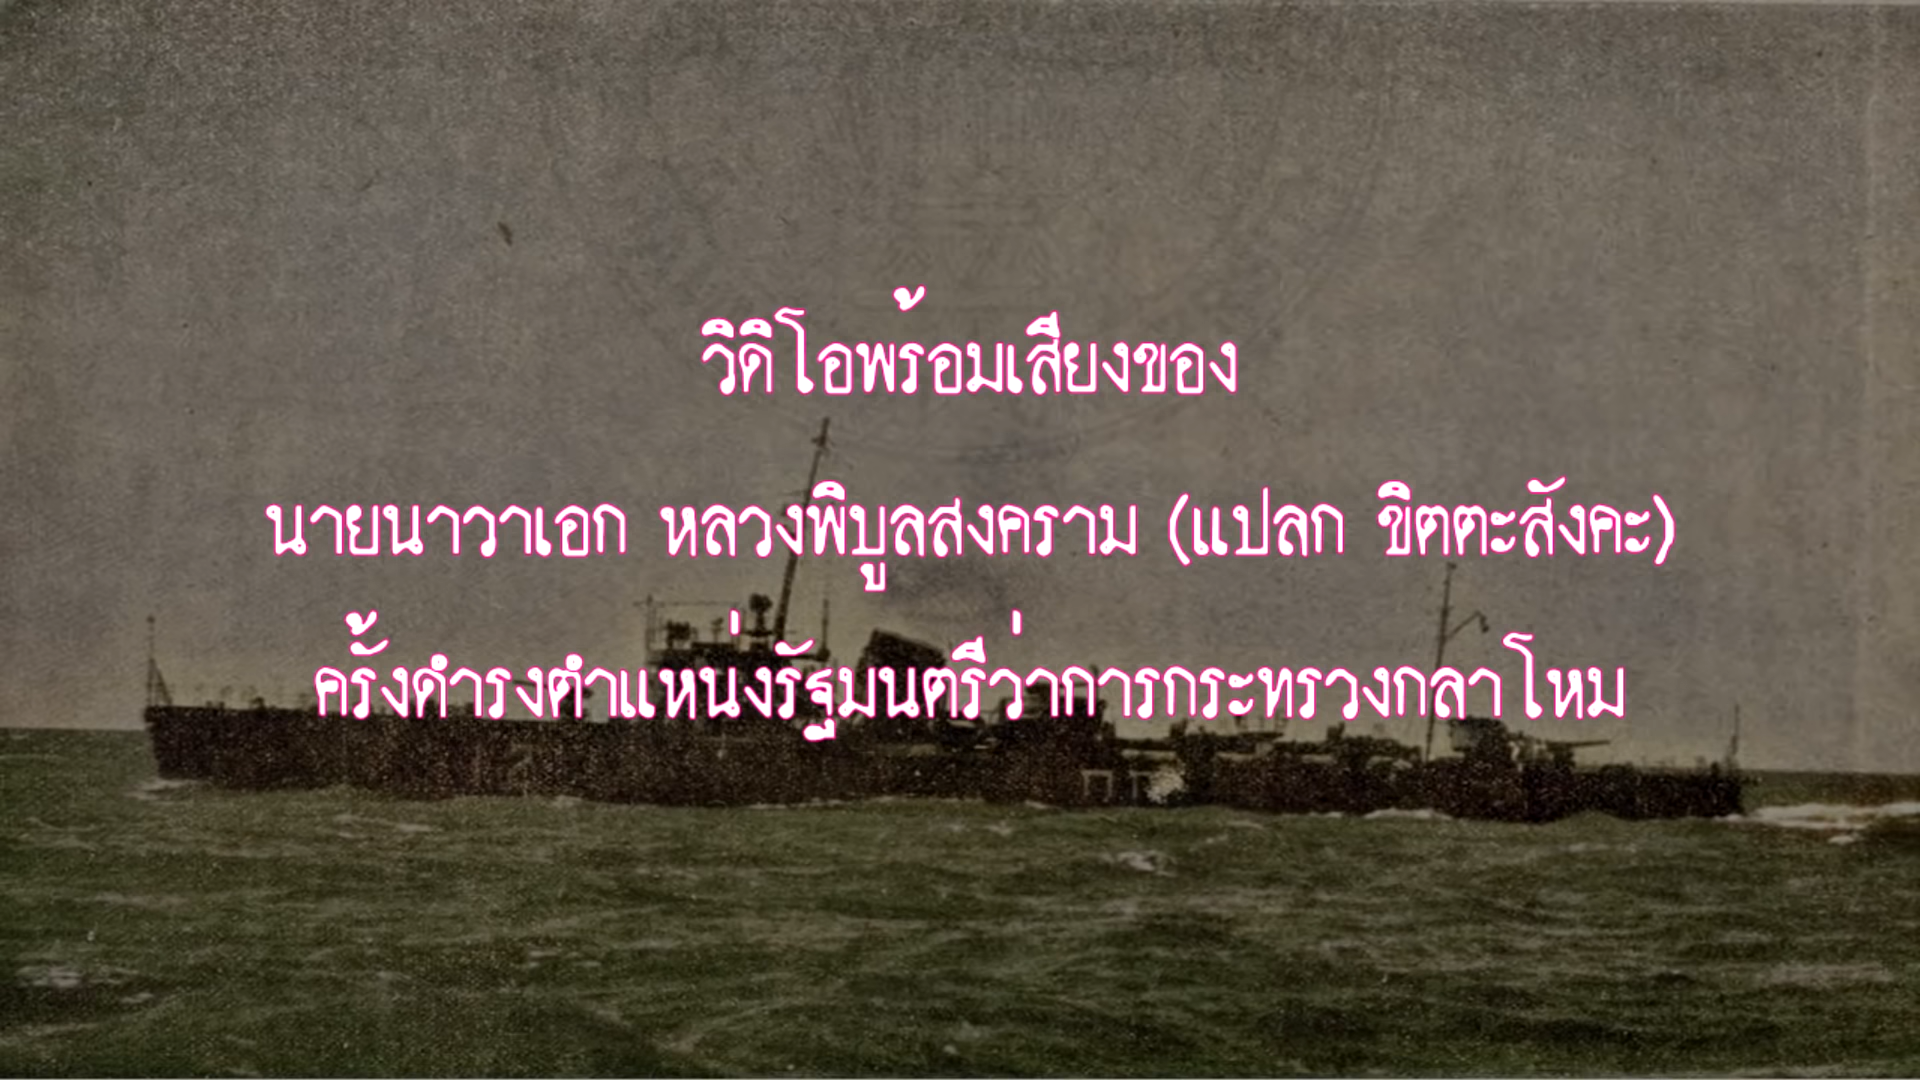 วิดิโอพร้อมเสียงของ
นายนาวาเอก หลวงพิบูลสงคราม (แปลก ขิตตะสังคะ)
ครั้งดำรงตำแหน่งรัฐมนตรีว่าการกระทรวงกลาโหม